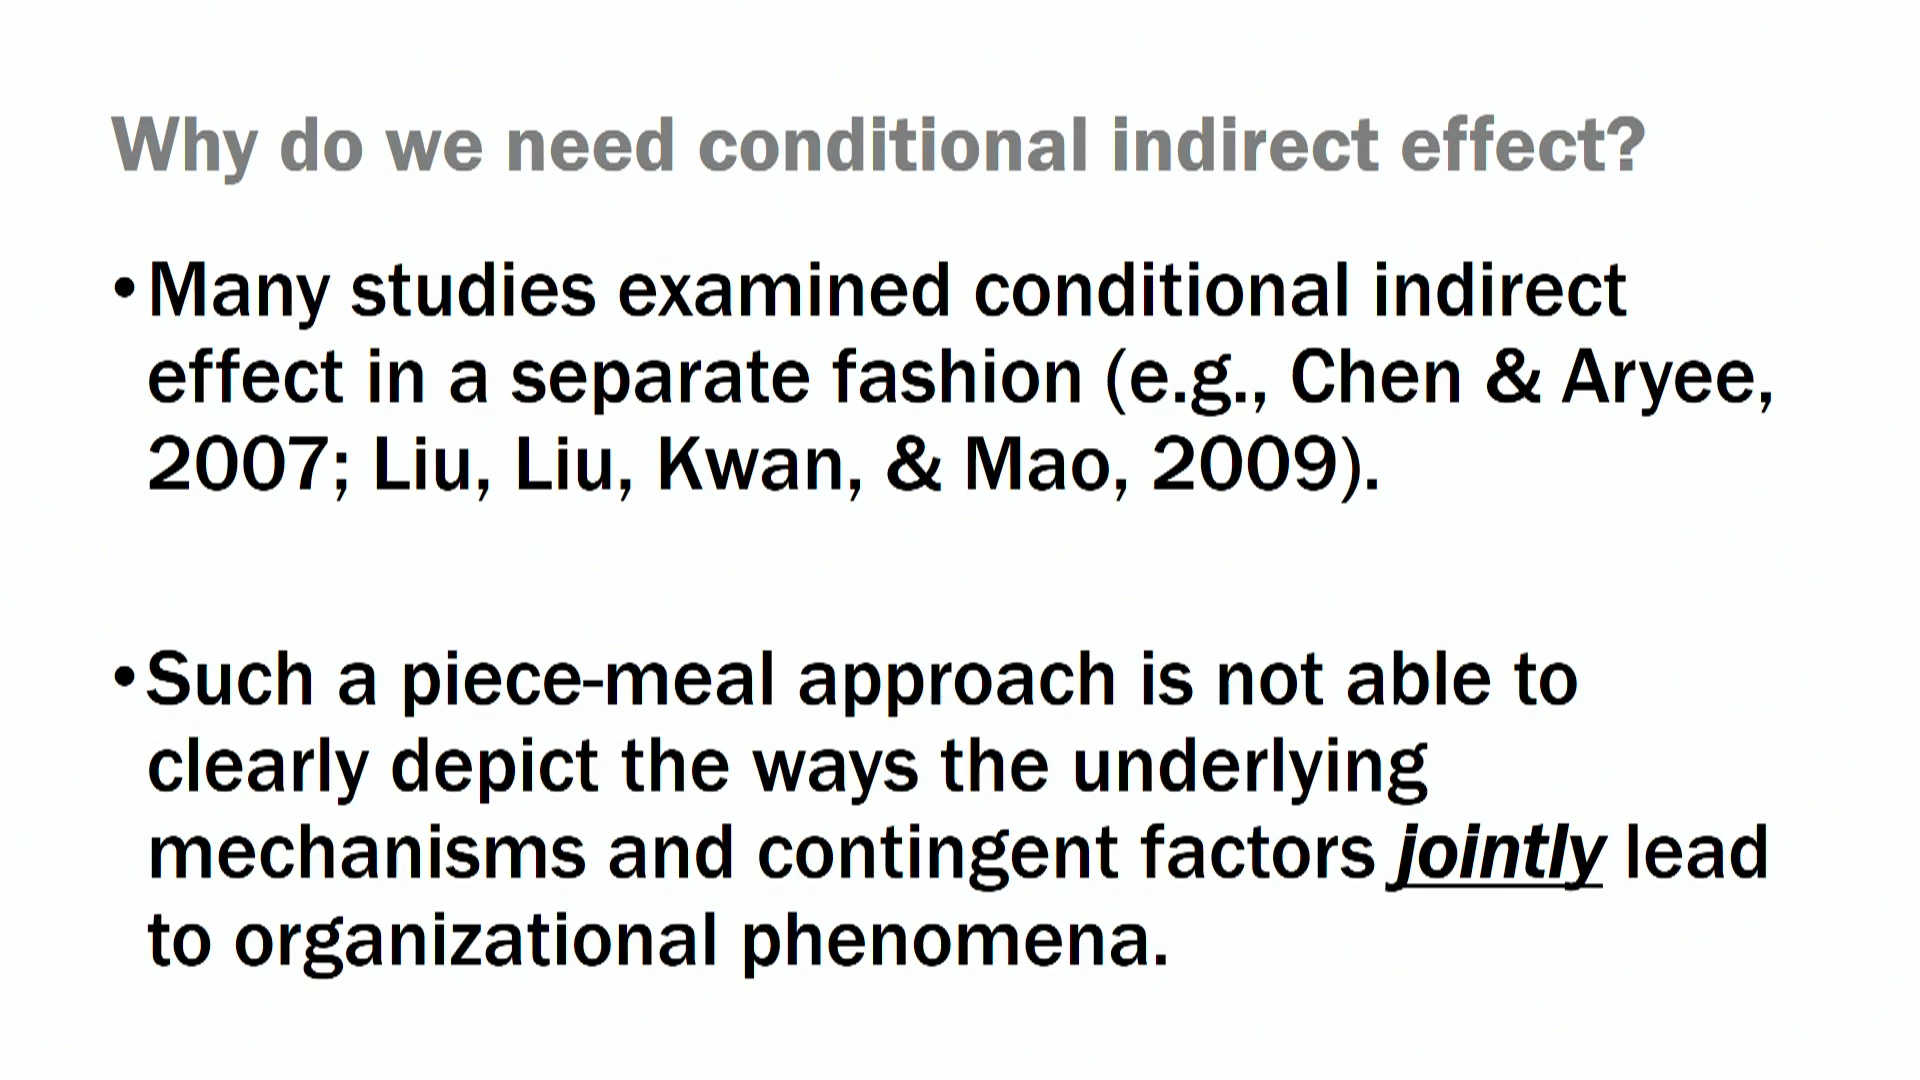 Why do we need conditional indirect effect?
•Many studies examined conditional indirect
effect in a separate fashion (e.g., Chen & Aryee,
2007; Liu, Liu, Kwan, & Mao, 2009).
•Such a piece-meal approach is not able to
clearly depict the ways the underlying
mechanisms and contingent factors jointly lead
to organizational phenomena.